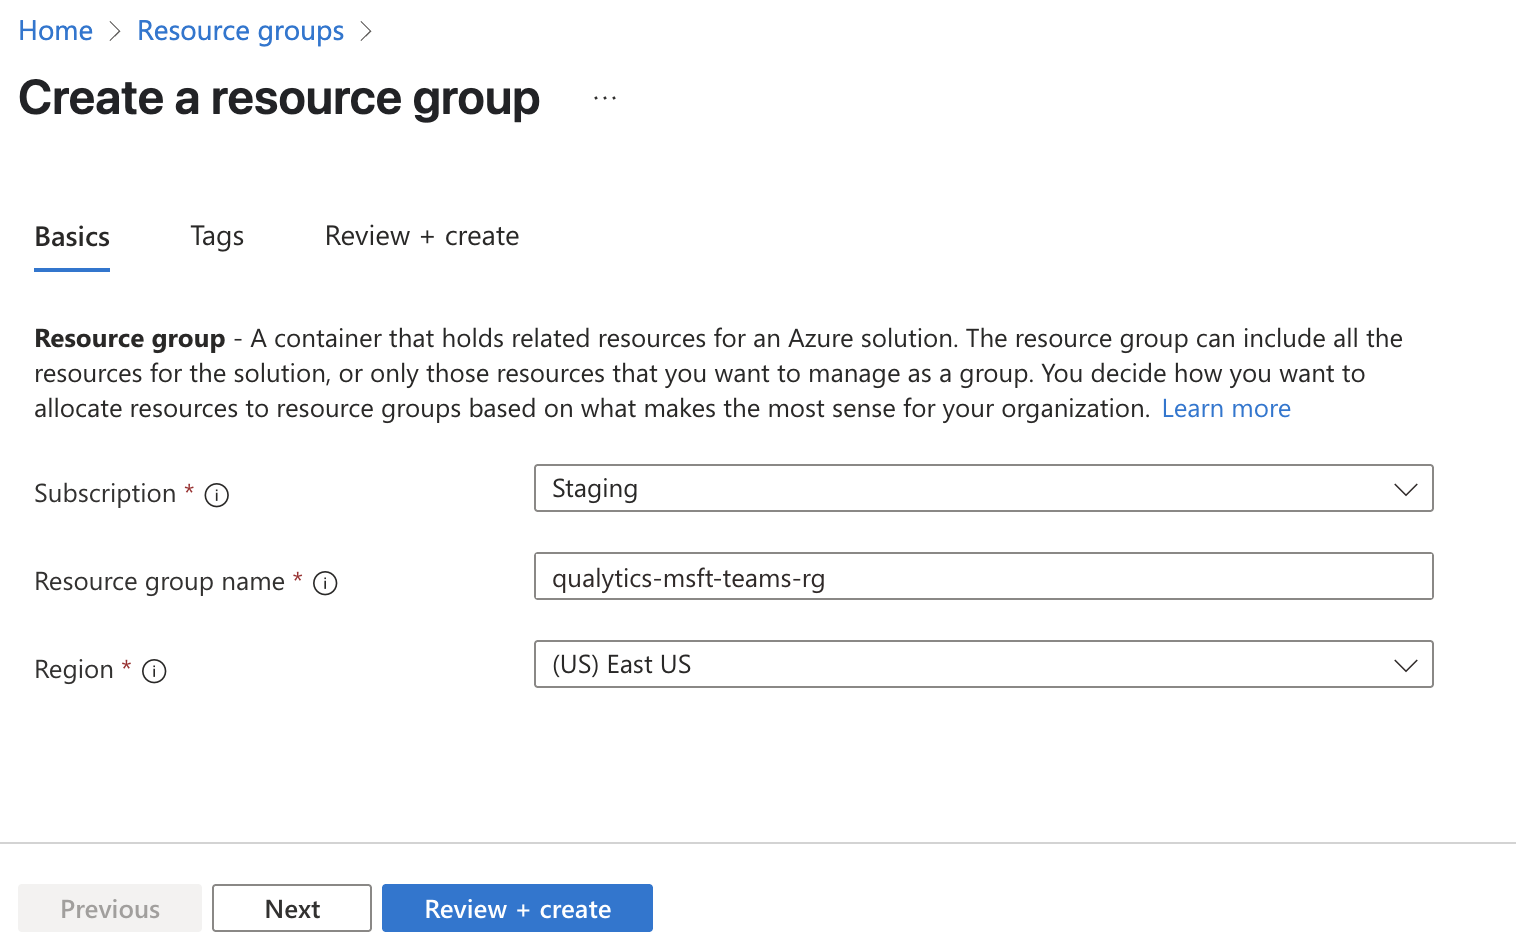 Home > Resource groups >
Create a resource group ...
Basics Tags Review + create
Resource group - A container that holds related resources for an Azure solution. The resource group can include all the
resources for the solution, or only those resources that you want to manage as a group. You decide how you want to
allocate resources to resource groups based on what makes the most sense for your organization. Learn more
Subscription * Staging
Resource group name * qualytics-msft-teams-rg
Region * (US) East US
Previous Next Review + create